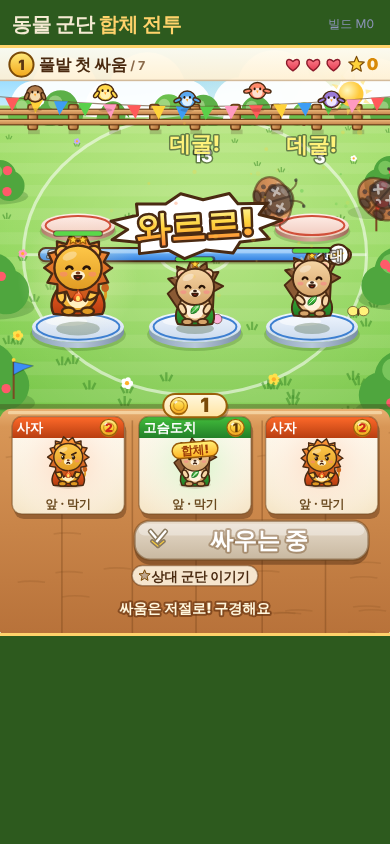 동물 군단 합체 전투
빌드 M0
1 풀밭 첫 싸움 / 7
0
데굴!
데굴!
와르르!
1
사자 2
고슴도치 1
사자 2
합체!
앞 · 막기
앞 · 막기
앞 · 막기
싸우는 중
상대 군단 이기기
싸움은 저절로! 구경해요